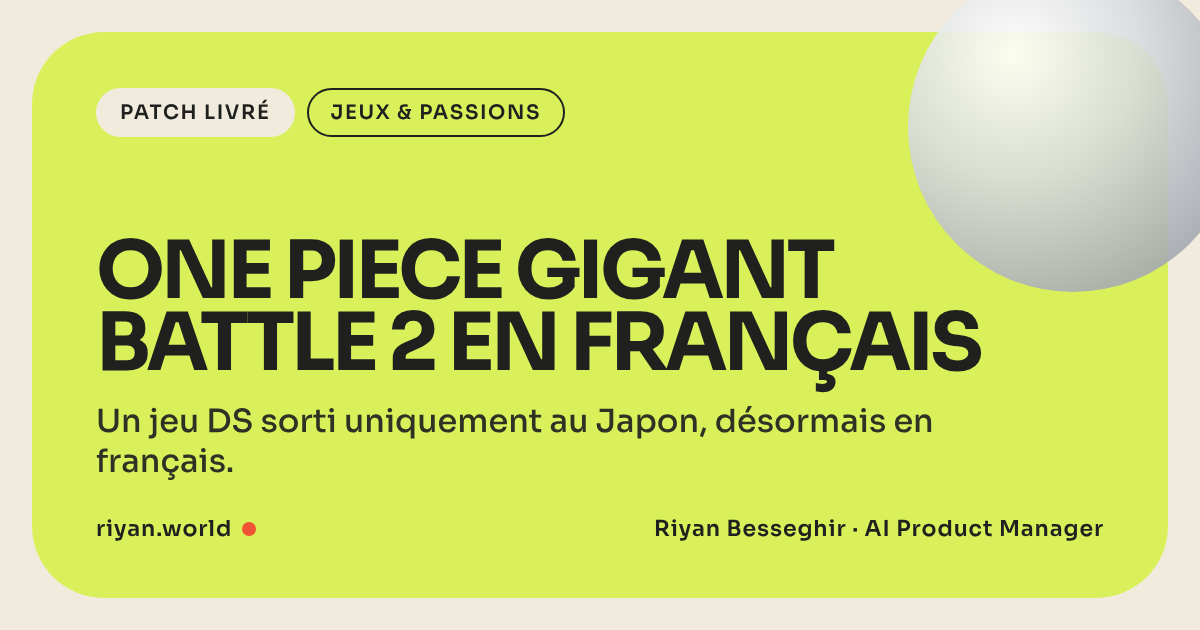 PATCH LIVRÉ
JEUX & PASSIONS
ONE PIECE GIGANT
BATTLE 2 EN FRANÇAIS
Un jeu DS sorti uniquement au Japon, désormais en
français.
riyan.world
Riyan Besseghir · AI Product Manager